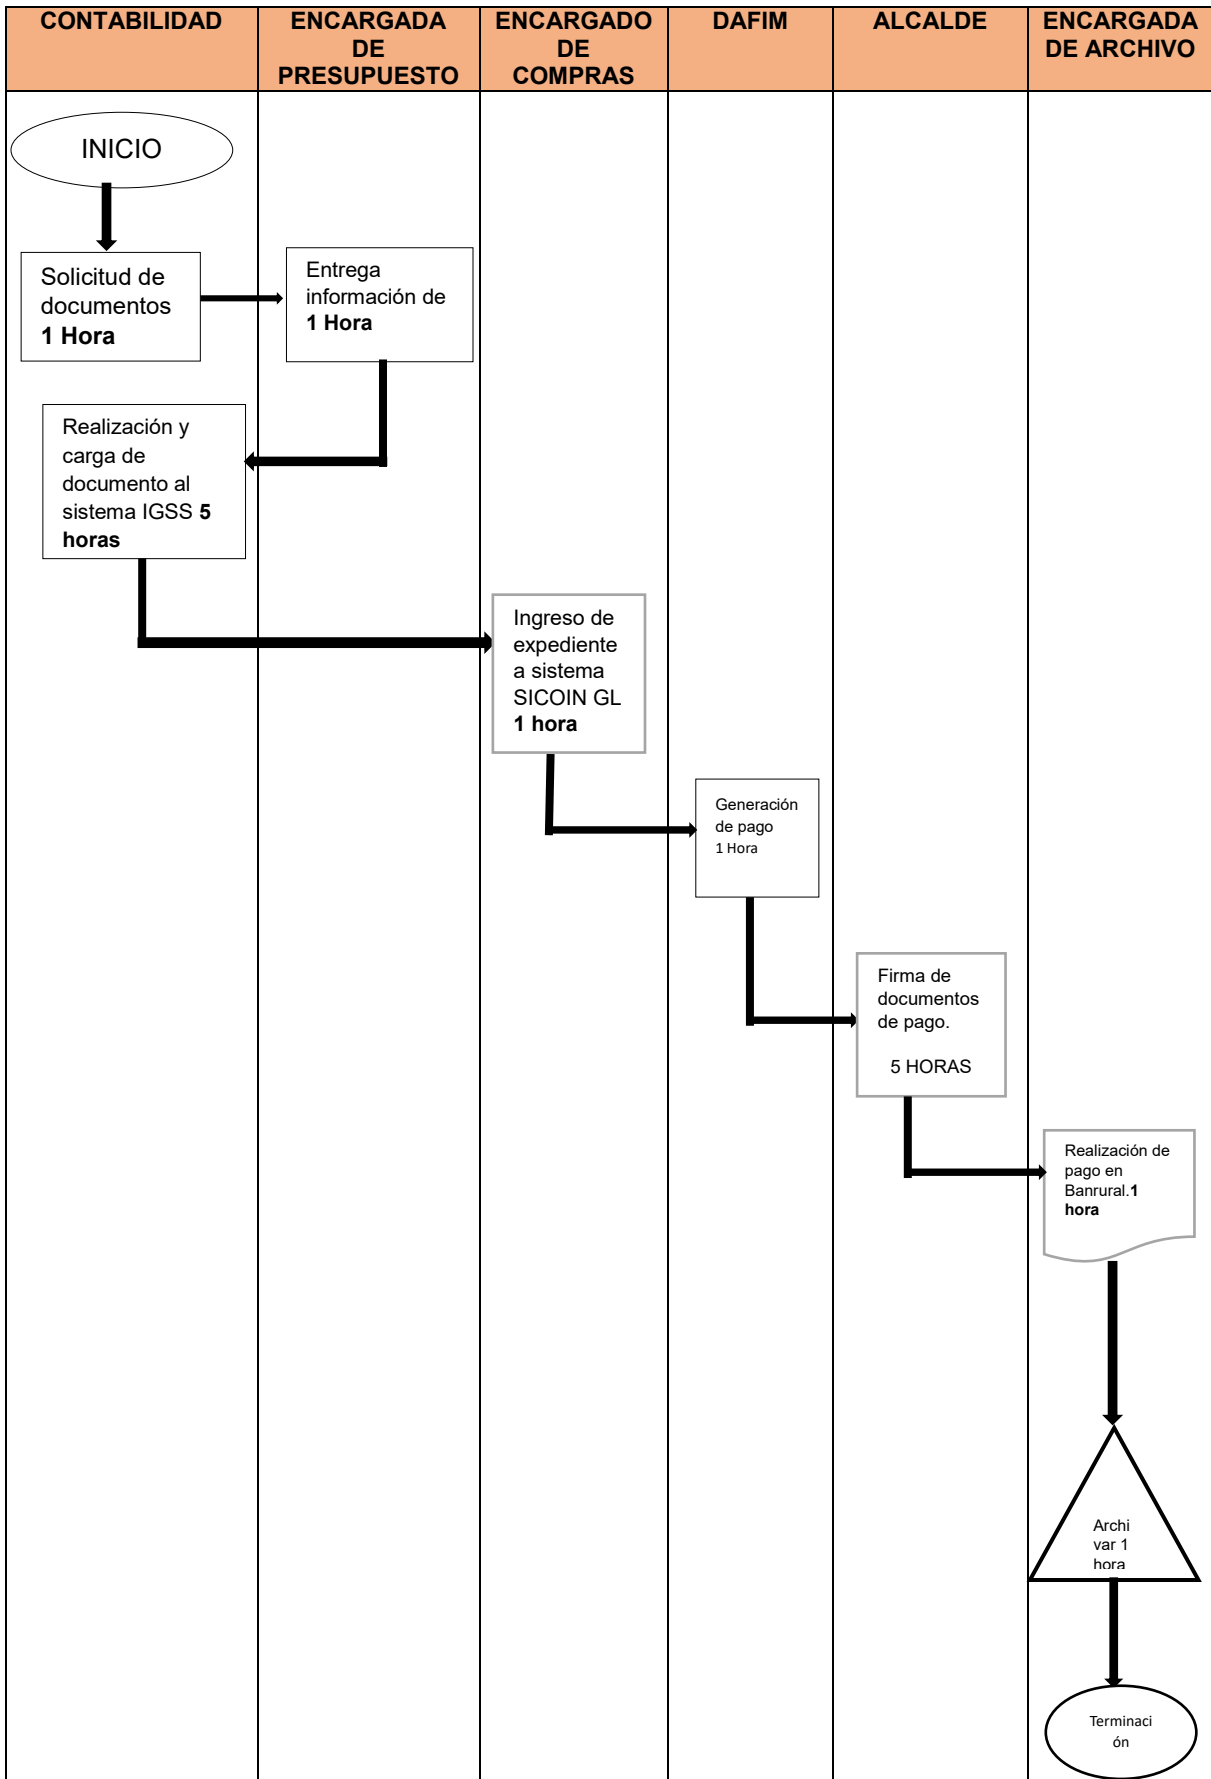 CONTABILIDAD
ENCARGADA
DE
PRESUPUESTO
ENCARGADO
DE
COMPRAS
DAFIM
ALCALDE
ENCARGADA
DE ARCHIVO
INICIO
Solicitud de
documentos
1 Hora
Entrega
información de
1 Hora
Realización y
carga de
documento al
sistema IGSS 5
horas
Ingreso de
expediente
a sistema
SICOIN GL
1 hora
Generación
de pago
1 Hora
Firma de
documentos
de pago.
5 HORAS
Realización de
pago en
Banrural.1
hora
Archi
var 1
hora
Terminaci
ón